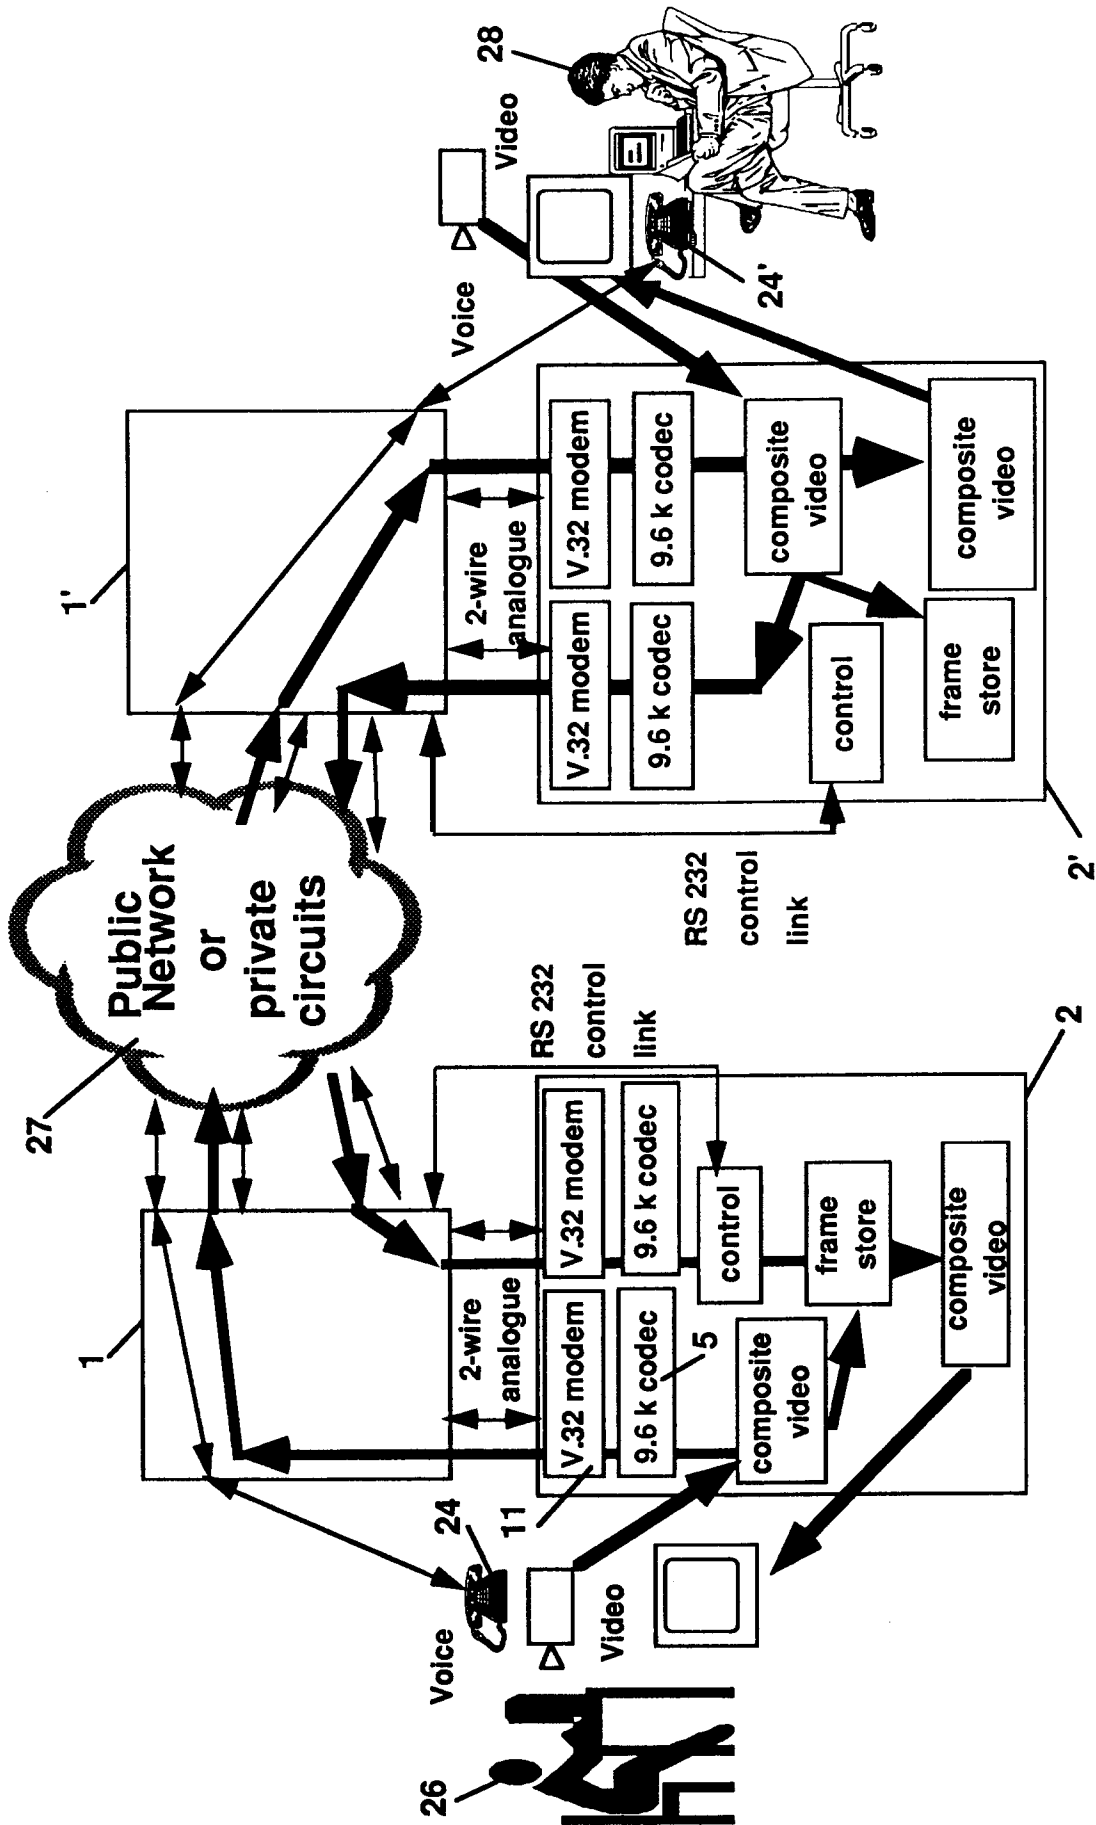 26
Voice
24
Video
11
1
2-wire
analogue
V.32 modem
V.32 modem
9.6 k codec
9.6 k codec
5
composite
video
control
frame
store
composite
video
2
RS 232
control
link
27
Public
Network
or
private
circuits
RS 232
control
link
1'
2-wire
analogue
V.32 modem
V.32 modem
9.6 k codec
9.6 k codec
composite
video
control
frame
store
composite
video
2'
Voice
Video
24'
28